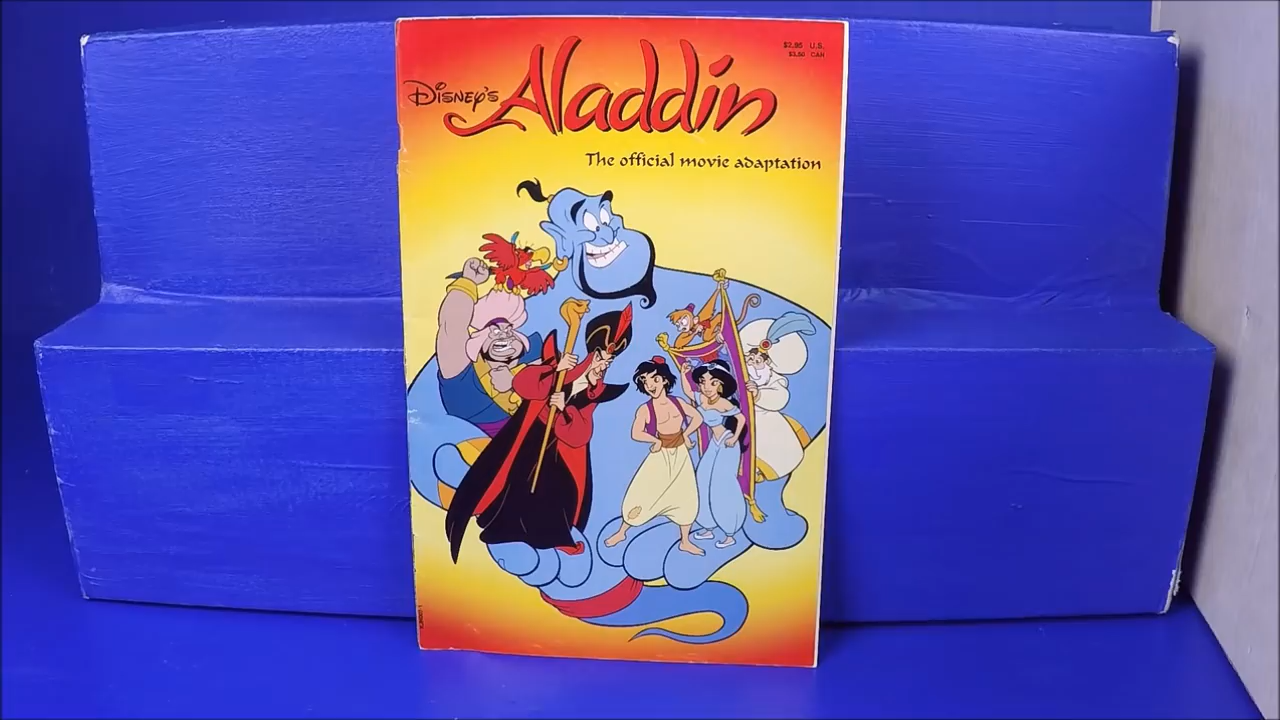 $2.95 U.S.
$3.50 CAN
Disney's Aladdin
The official movie adaptation